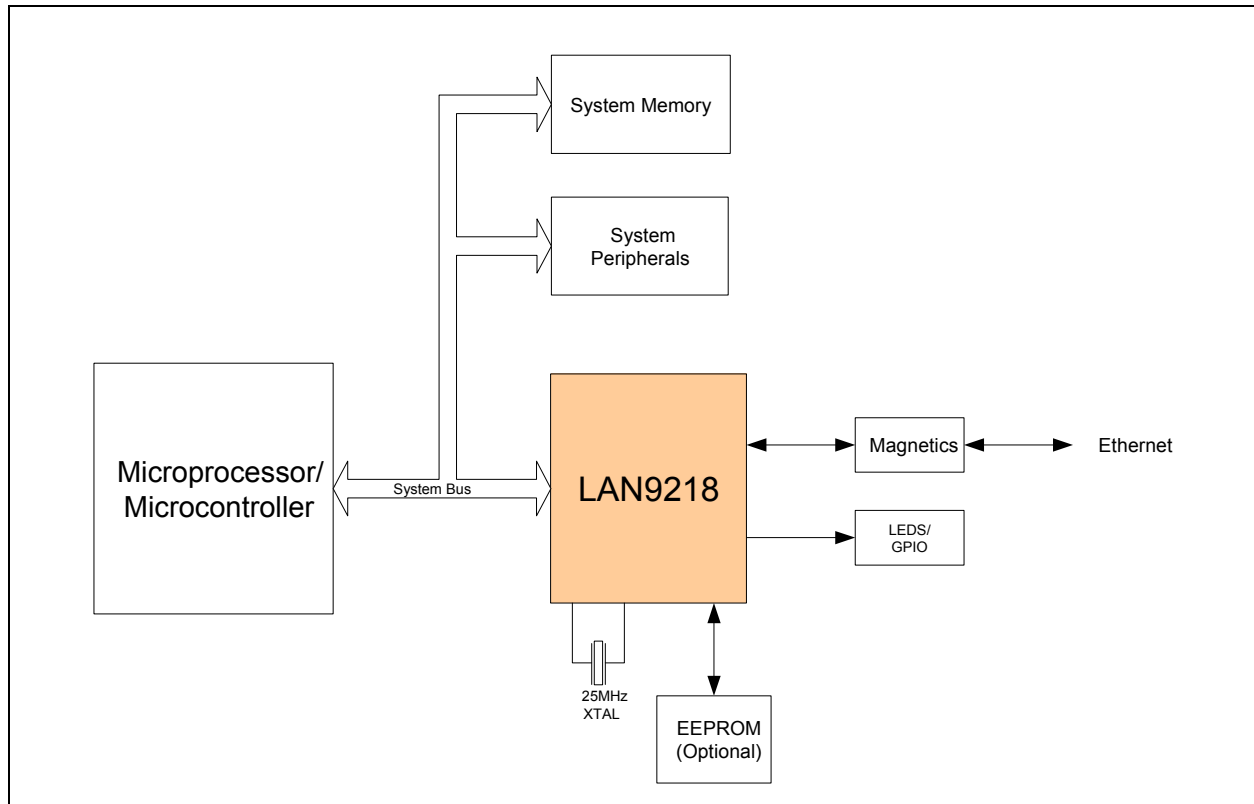 System Memory
System
Peripherals
Microprocessor/
Microcontroller
System Bus
LAN9218
Magnetics
Ethernet
LEDS/
GPIO
25MHz
XTAL
EEPROM
(Optional)